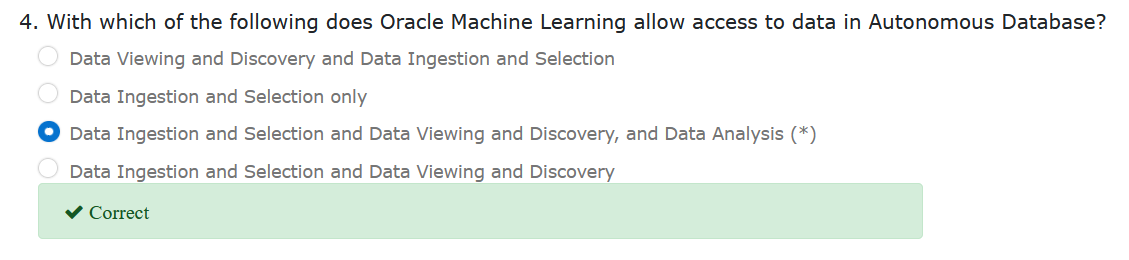 4. With which of the following does Oracle Machine Learning allow access to data in Autonomous Database?
Data Viewing and Discovery and Data Ingestion and Selection
Data Ingestion and Selection only
Data Ingestion and Selection and Data Viewing and Discovery, and Data Analysis (*)
Data Ingestion and Selection and Data Viewing and Discovery
Correct